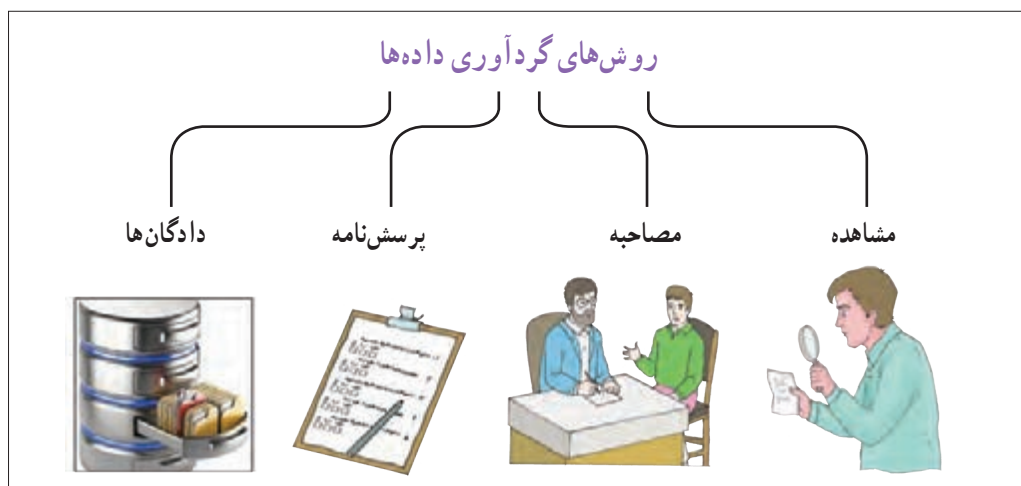 روش‌های گردآوری داده‌ها
مشاهده
مصاحبه
پرسش‌نامه
دادگان‌ها